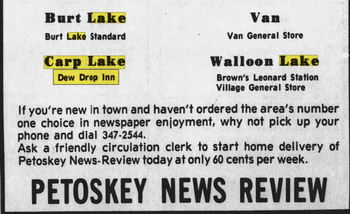 Burt Lake
Burt Lake Standard
Van
Van General Store
Carp Lake
Dew Drop Inn
Walloon Lake
Brown's Leonard Station
Village General Store
If you're new in town and haven't ordered the area's number
one choice in newspaper enjoyment, why not pick up your
phone and dial 347-2544.
Ask a friendly circulation clerk to start home delivery of
Petoskey News-Review today at only 60 cents per week.
PETOSKEY NEWS REVIEW